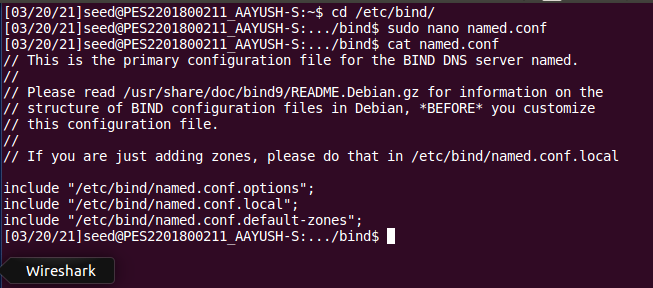 [03/20/21]seed@PES2201800211_AAYUSH-S:~$ cd /etc/bind/
[03/20/21]seed@PES2201800211_AAYUSH-S:.../bind$ sudo nano named.conf
[03/20/21]seed@PES2201800211_AAYUSH-S:.../bind$ cat named.conf
// This is the primary configuration file for the BIND DNS server named.
//
// Please read /usr/share/doc/bind9/README.Debian.gz for information on the
// structure of BIND configuration files in Debian, *BEFORE* you customize
// this configuration file.
//
// If you are just adding zones, please do that in /etc/bind/named.conf.local

include "/etc/bind/named.conf.options";
include "/etc/bind/named.conf.local";
include "/etc/bind/named.conf.default-zones";
[03/20/21]seed@PES2201800211_AAYUSH-S:.../bind$
Wireshark